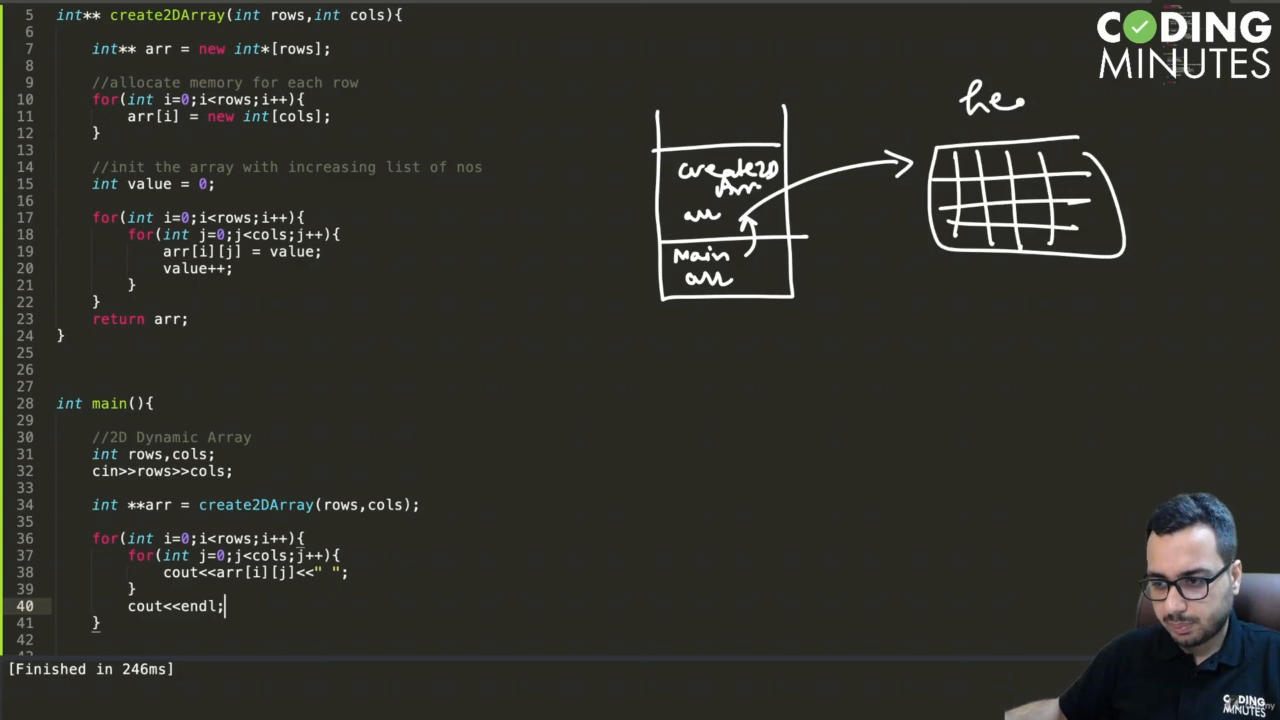 5 int** create2DArray(int rows,int cols){
6
7 int** arr = new int*[rows];
8
9 //allocate memory for each row
10 for(int i=0;i<rows;i++){
11 arr[i] = new int[cols];
12 }
13
14 //init the array with increasing list of nos
15 int value = 0;
16
17 for(int i=0;i<rows;i++){
18 for(int j=0;j<cols;j++){
19 arr[i][j] = value;
20 value++;
21 }
22 }
23 return arr;
24 }
25
26
27
28 int main(){
29
30 //2D Dynamic Array
31 int rows,cols;
32 cin>>rows>>cols;
33
34 int **arr = create2DArray(rows,cols);
35
36 for(int i=0;i<rows;i++){
37 for(int j=0;j<cols;j++){
38 cout<<arr[i][j]<<" ";
39 }
40 cout<<endl;
41 }
42
[Finished in 246ms]
CODING
MINUTES
he
create2D
Arr
arr
Main
arr
CODING
MINUTES